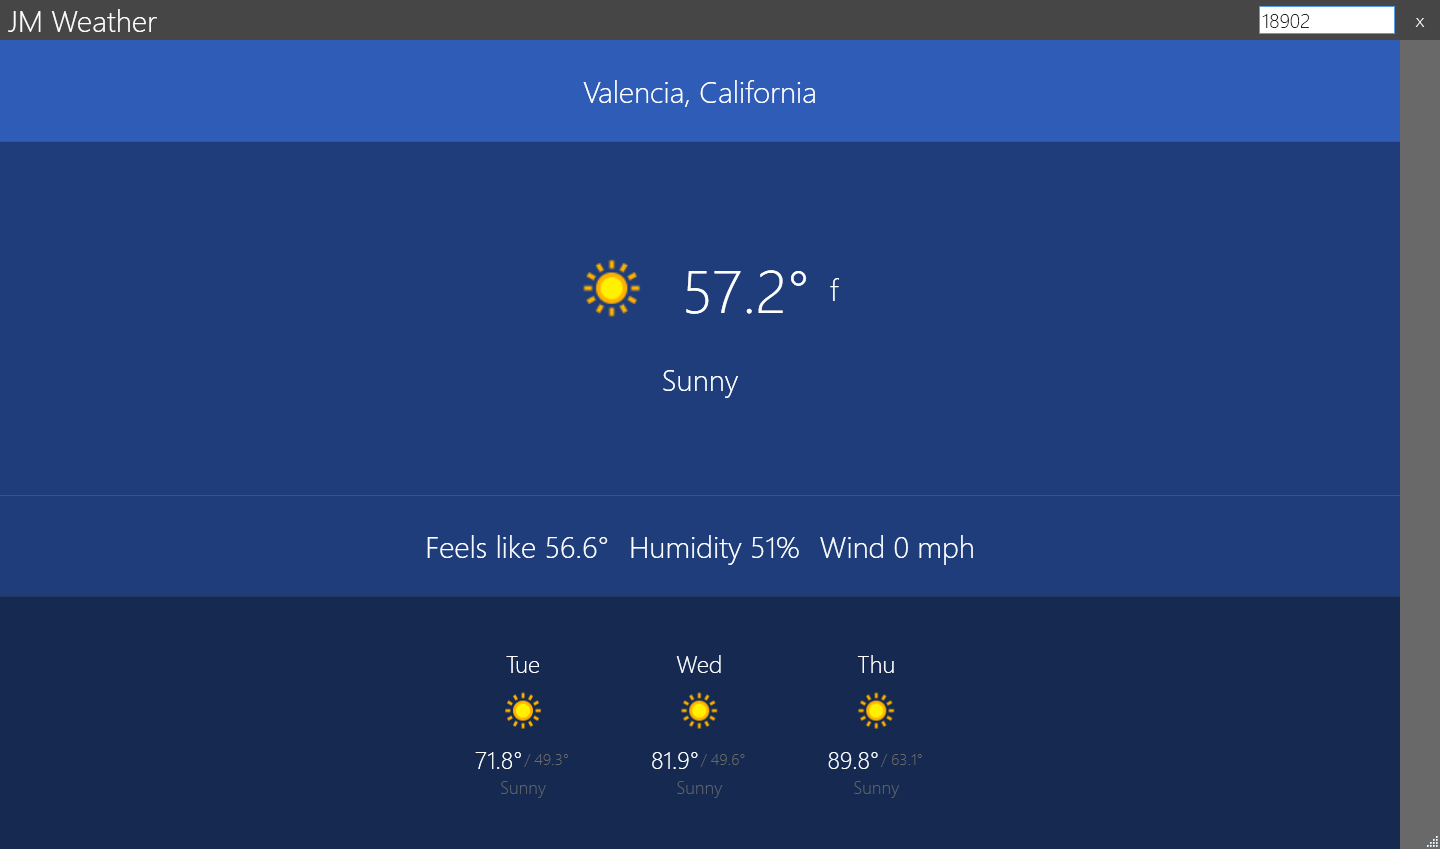 JM Weather 18902 x
Valencia, California
57.2° f
Sunny
Feels like 56.6° Humidity 51% Wind 0 mph
Tue Wed Thu
71.8° / 49.3° 81.9° / 49.6° 89.8° / 63.1°
Sunny Sunny Sunny